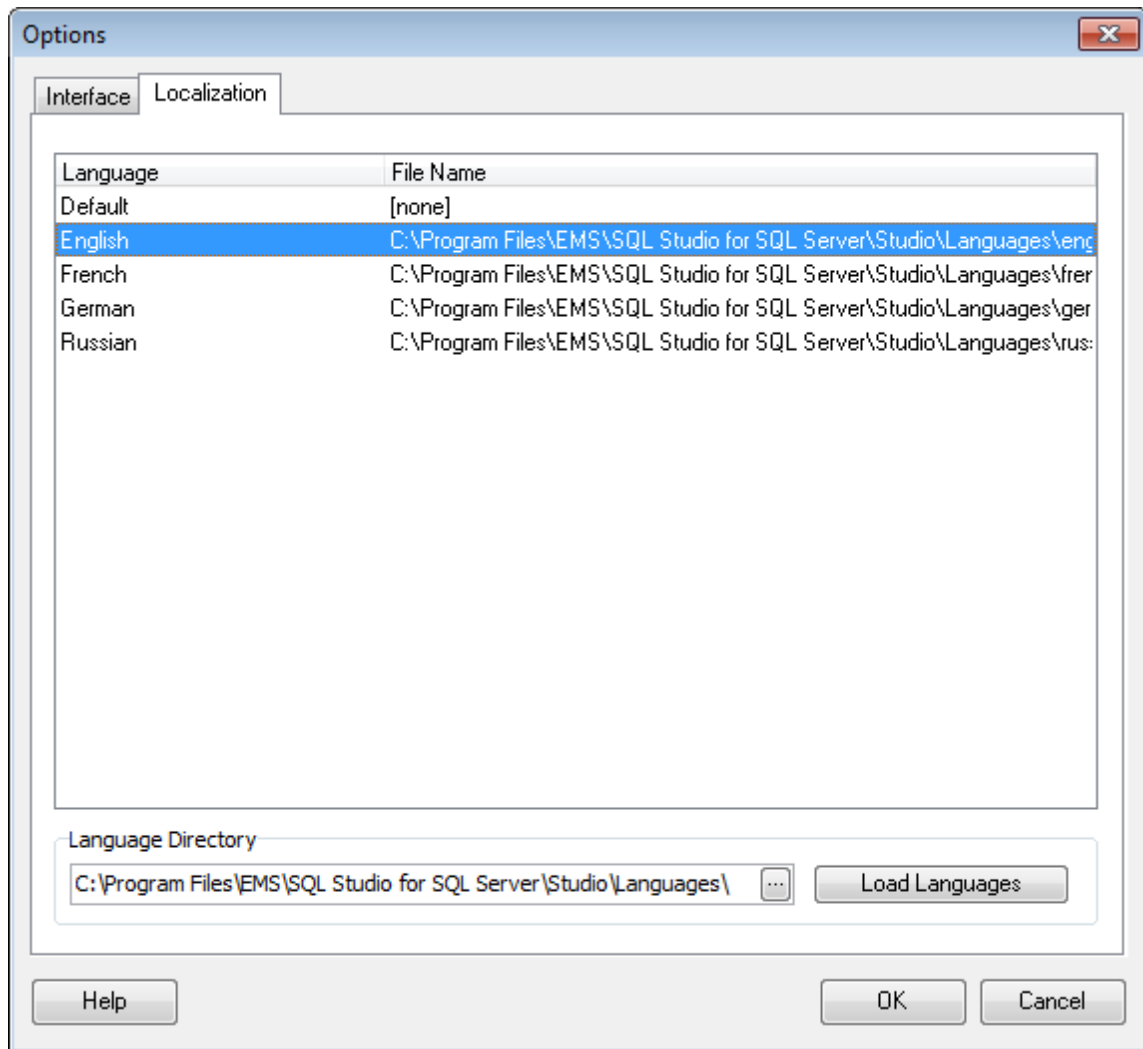 Options
Interface Localization
Language File Name
Default [none]
English C:\Program Files\EMS\SQL Studio for SQL Server\Studio\Languages\eng
French C:\Program Files\EMS\SQL Studio for SQL Server\Studio\Languages\fren
German C:\Program Files\EMS\SQL Studio for SQL Server\Studio\Languages\ger
Russian C:\Program Files\EMS\SQL Studio for SQL Server\Studio\Languages\rus
Language Directory
C:\Program Files\EMS\SQL Studio for SQL Server\Studio\Languages\ ... Load Languages
Help OK Cancel